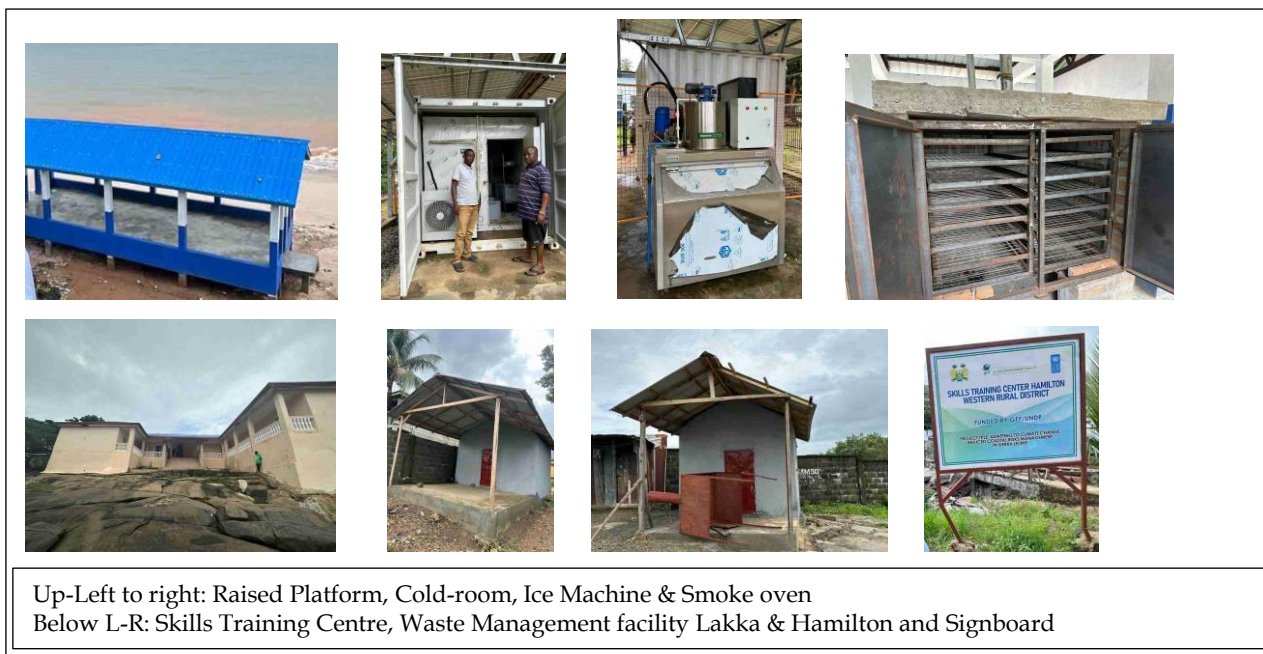 SKILLS TRAINING CENTER HAMILTON
WESTERN RURAL DISTRICT
FUNDED BY GEF/UNDP
Up-Left to right: Raised Platform, Cold-room, Ice Machine & Smoke oven
Below L-R: Skills Training Centre, Waste Management facility Lakka & Hamilton and Signboard